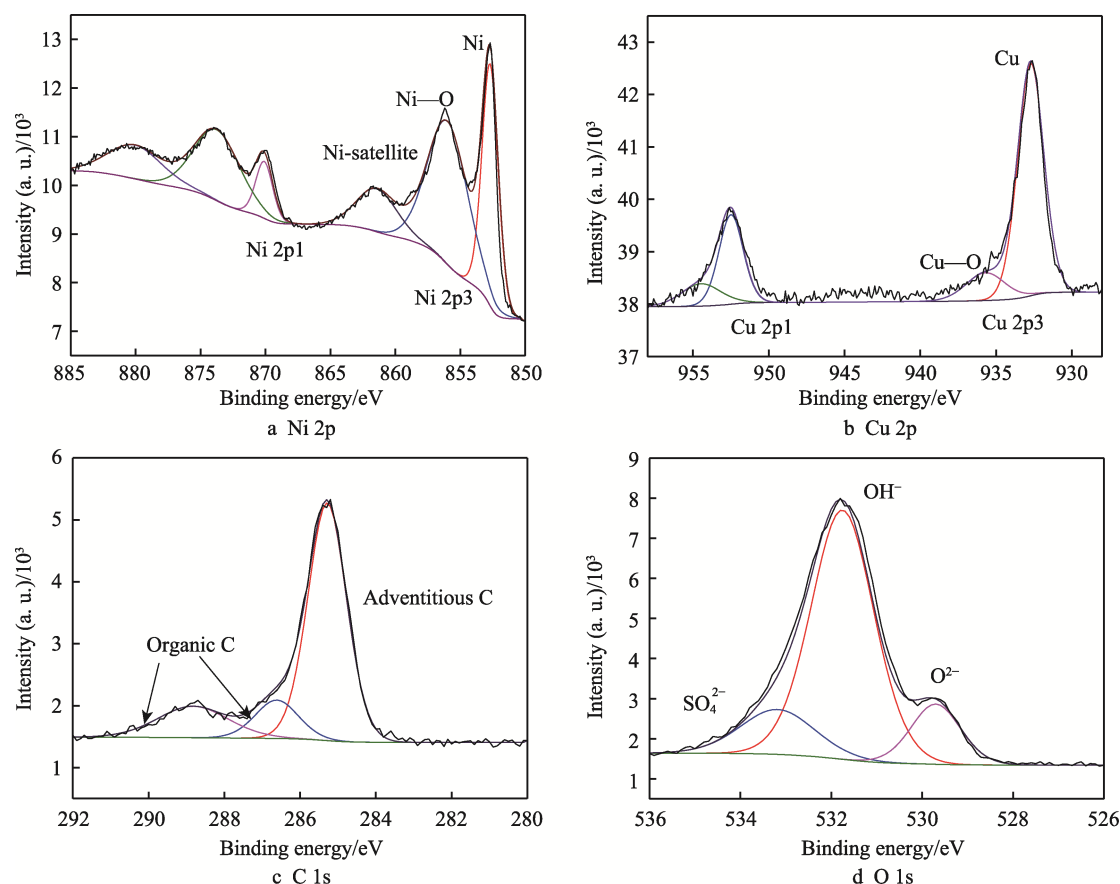 13
12
11
10
9
8
7
Intensity (a. u.)/10³
Ni
Ni—O
Ni-satellite
Ni 2p1
Ni 2p3
885 880 875 870 865 860 855 850
Binding energy/eV
a Ni 2p
43
42
41
40
39
38
37
Intensity (a. u.)/10³
Cu
Cu—O
Cu 2p1
Cu 2p3
955 950 945 940 935 930
Binding energy/eV
b Cu 2p
6
5
4
3
2
1
Intensity (a. u.)/10³
Adventitious C
Organic C
292 290 288 286 284 282 280
Binding energy/eV
c C 1s
9
8
7
6
5
4
3
2
1
Intensity (a. u.)/10³
OH⁻
O²⁻
SO₄²⁻
536 534 532 530 528 526
Binding energy/eV
d O 1s